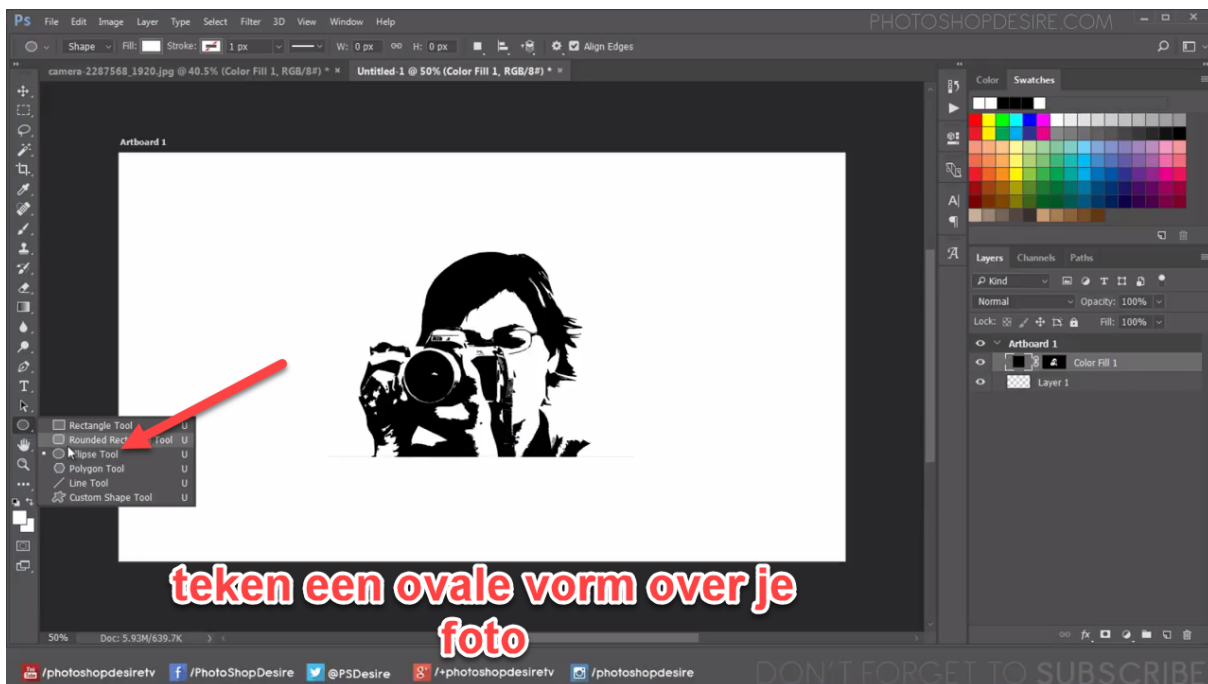 PHOTOSHOPDESIRE.COM
Ps File Edit Image Layer Type Select Filter 3D View Window Help
Shape Fill: Stroke: 1 px W: 0 px H: 0 px Align Edges
camera-2287568_1920.jpg @ 40.5% (Color Fill 1, RGB/8#) * × Untitled-1 @ 50% (Color Fill 1, RGB/8#) * ×
Color Swatches
Artboard 1
Layers Channels Paths
Kind
Normal Opacity: 100%
Lock: Fill: 100%
Artboard 1
Color Fill 1
Layer 1
Rectangle Tool U
Rounded Tool U
Tool U
Polygon Tool U
Line Tool U
Custom Shape Tool U
teken een ovale vorm over je
foto
50% Doc: 5.93M/639.7K
/photoshopdesiretv /PhotoShopDesire @PSDesire /+photoshopdesiretv /photoshopdesire
DON'T FORGET TO SUBSCRIBE